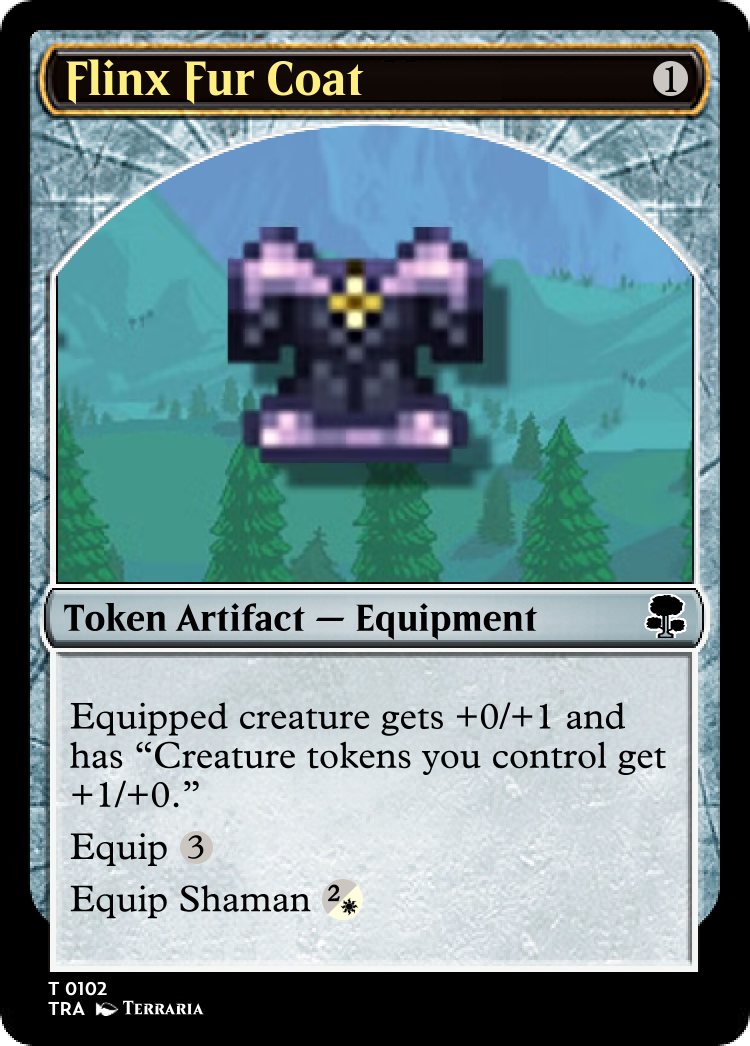 Flinx Fur Coat 1
Token Artifact — Equipment
Equipped creature gets +0/+1 and
has “Creature tokens you control get
+1/+0.”
Equip 3
Equip Shaman 2
T 0102
TRA TERRARIA